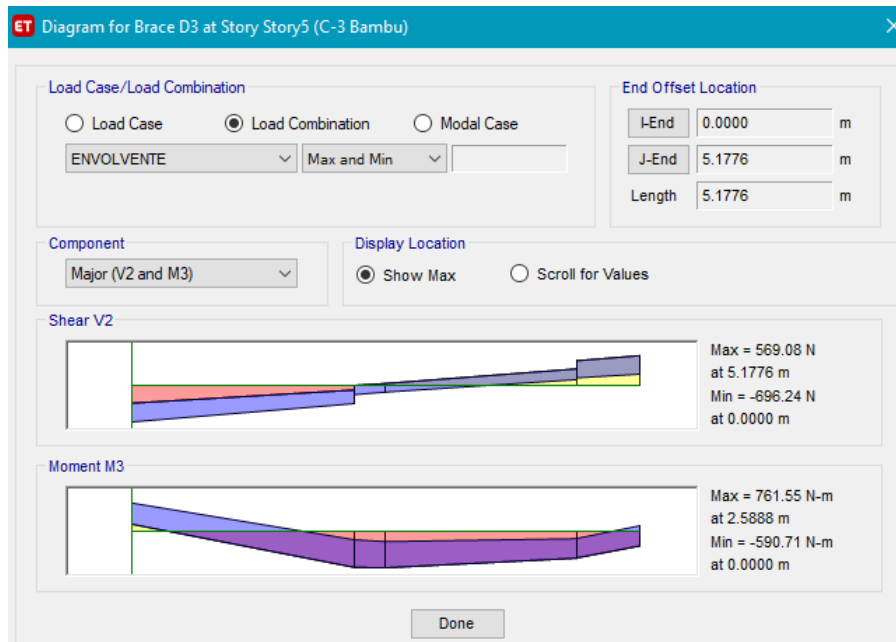 ET Diagram for Brace D3 at Story Story5 (C-3 Bambu)
Load Case/Load Combination
Load Case Load Combination Modal Case
ENVOLVENTE Max and Min
End Offset Location
I-End 0.0000 m
J-End 5.1776 m
Length 5.1776 m
Component
Major (V2 and M3)
Display Location
Show Max Scroll for Values
Shear V2
Max = 569.08 N
at 5.1776 m
Min = -696.24 N
at 0.0000 m
Moment M3
Max = 761.55 N-m
at 2.5888 m
Min = -590.71 N-m
at 0.0000 m
Done